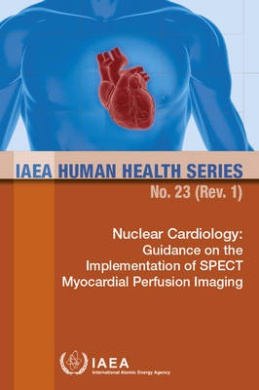 IAEA HUMAN HEALTH SERIES
No. 23 (Rev. 1)
Nuclear Cardiology:
Guidance on the
Implementation of SPECT
Myocardial Perfusion Imaging
IAEA
International Atomic Energy Agency